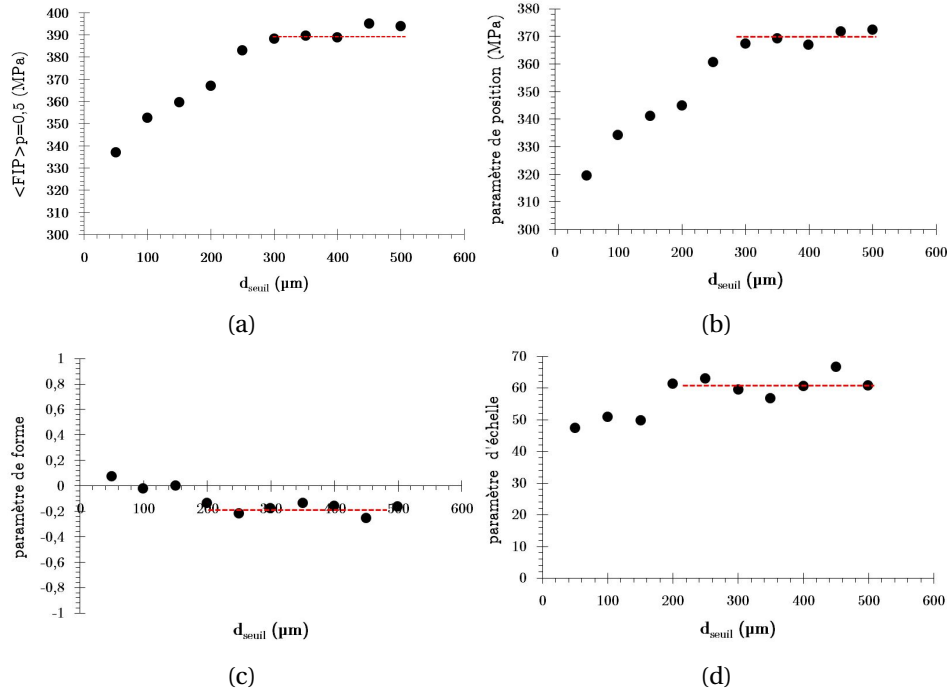 400
390
380
370
360
350
340
330
320
310
300
<FIP>p=0,5 (MPa)
0 100 200 300 400 500 600
d_seuil (µm)
(a)
380
370
360
350
340
330
320
310
300
paramètre de position (MPa)
0 100 200 300 400 500 600
d_seuil (µm)
(b)
1
0,8
0,6
0,4
0,2
0
-0,2
-0,4
-0,6
-0,8
-1
paramètre de forme
0 100 200 300 400 500 600
d_seuil (µm)
(c)
70
60
50
40
30
20
10
0
paramètre d'échelle
0 100 200 300 400 500 600
d_seuil (µm)
(d)